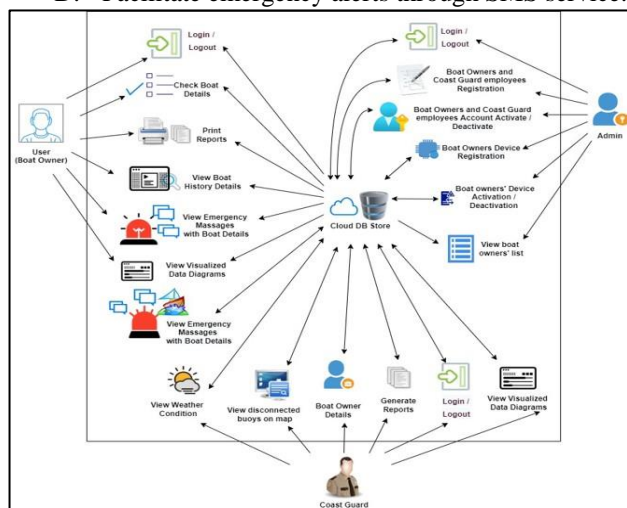 D. Facilitate emergency alerts through SMS service.
Login /
Logout
Check Boat
Details
Print
Reports
View Boat
History Details
View Emergency
Massages
with Boat Details
View Visualized
Data Diagrams
View Emergency
Massages
with Boat Details
User
(Boat Owner)
Cloud DB Store
Login /
Logout
Boat Owners and
Coast Guard employees
Registration
Boat Owners and Coast Guard
employees Account Activate /
Deactivate
Boat Owners Device
Registration
Boat owners' Device
Activation /
Deactivation
View boat
owners' list
Admin
View Weather
Condition
View disconnected
buoys on map
Boat Owner
Details
Generate
Reports
Login /
Logout
View Visualized
Data Diagrams
Coast Guard